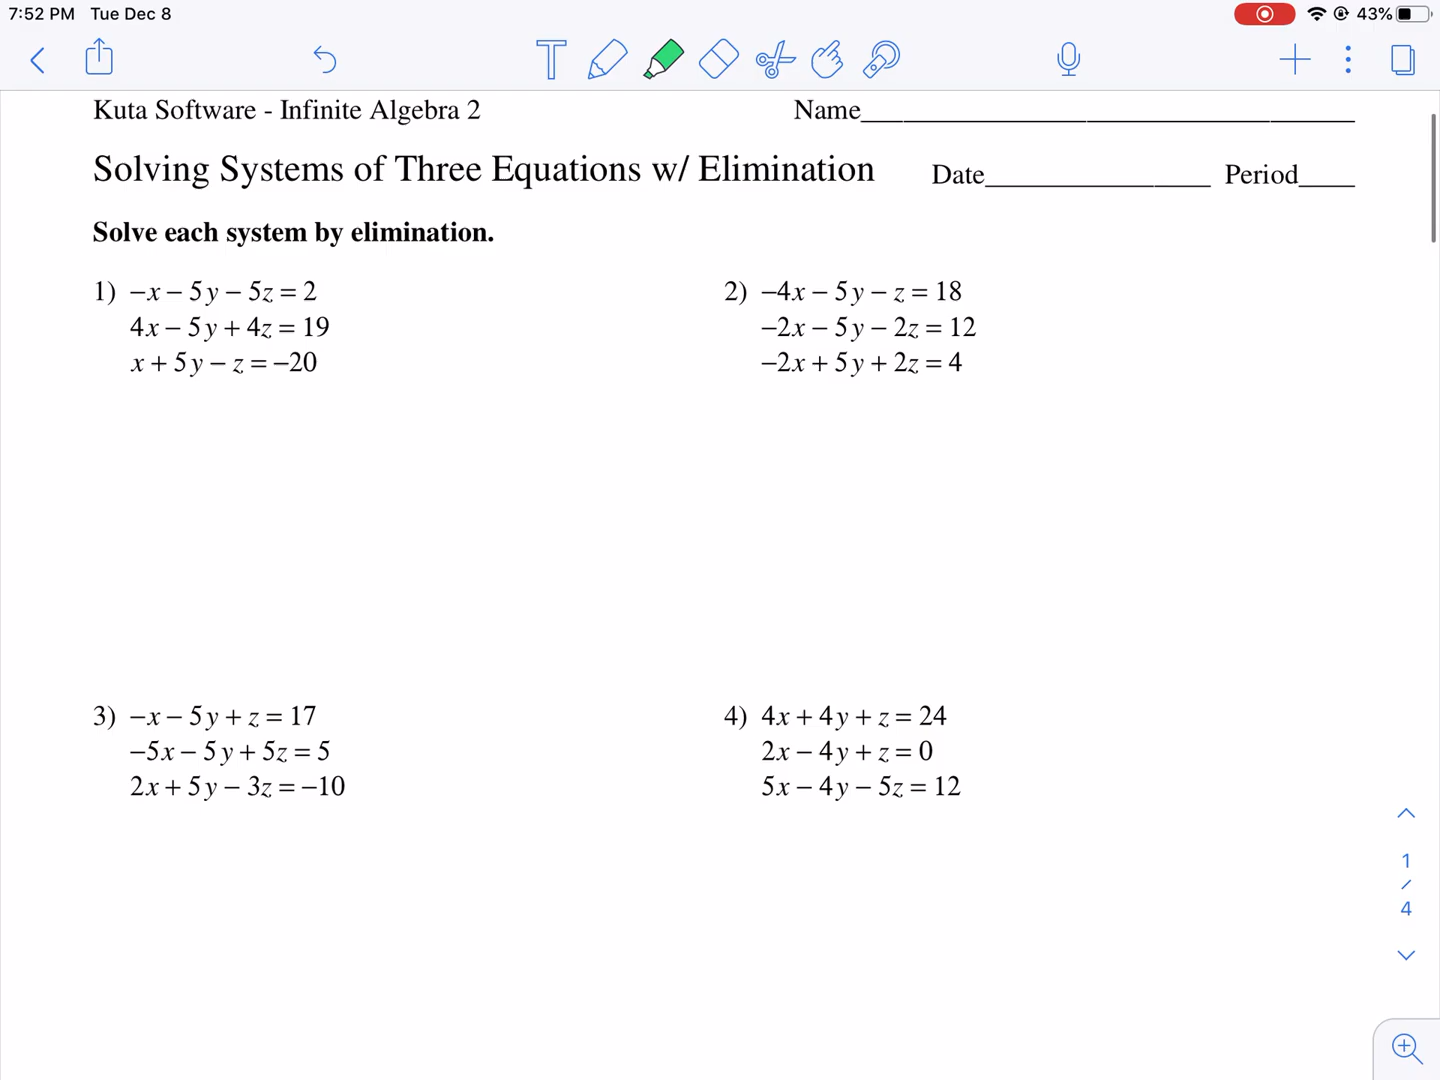 7:52 PM Tue Dec 8
43%
T
Kuta Software - Infinite Algebra 2
Name___________________________________
Solving Systems of Three Equations w/ Elimination
Date________________ Period____
Solve each system by elimination.
1) −x − 5y − 5z = 2
4x − 5y + 4z = 19
x + 5y − z = −20
2) −4x − 5y − z = 18
−2x − 5y − 2z = 12
−2x + 5y + 2z = 4
3) −x − 5y + z = 17
−5x − 5y + 5z = 5
2x + 5y − 3z = −10
4) 4x + 4y + z = 24
2x − 4y + z = 0
5x − 4y − 5z = 12
1
/
4